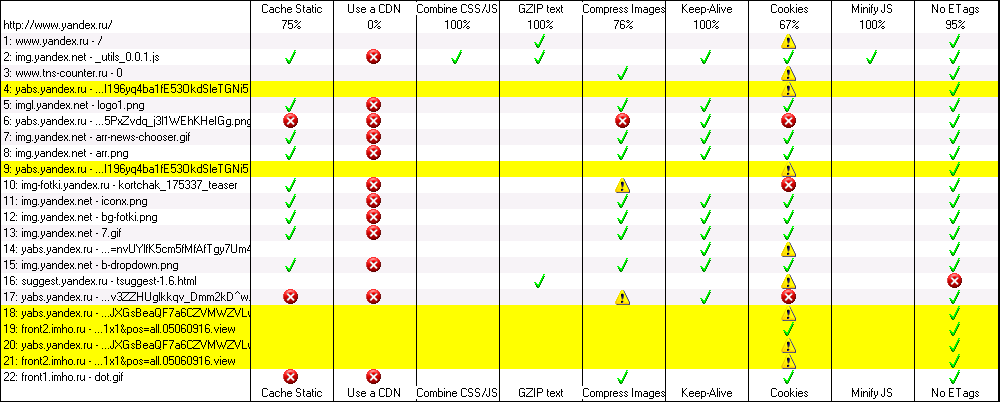 Cache Static Use a CDN Combine CSS/JS GZIP text Compress Images Keep-Alive Cookies Minify JS No ETags
http://www.yandex.ru/ 75% 0% 100% 100% 76% 100% 67% 100% 95%
1: www.yandex.ru - /
2: img.yandex.net - _utils_0.0.1.js
3: www.tns-counter.ru - 0
4: yabs.yandex.ru - ...I196yq4ba1fE53OkdSIeTGNi5
5: imgl.yandex.net - logo1.png
6: yabs.yandex.ru - ...5PxZvdq_j3I1WEhKHeIGg.png
7: img.yandex.net - arr-news-chooser.gif
8: img.yandex.net - arr.png
9: yabs.yandex.ru - ...I196yq4ba1fE53OkdSIeTGNi5
10: img-fotki.yandex.ru - kortchak_175337_teaser
11: img.yandex.net - iconx.png
12: img.yandex.net - bg-fotki.png
13: img.yandex.net - 7.gif
14: yabs.yandex.ru - ...=nvUYIfK5cm5fMfAfTgy7Um4
15: img.yandex.net - b-dropdown.png
16: suggest.yandex.ru - tsuggest-1.6.html
17: yabs.yandex.ru - ...v3ZZHUglkkqv_Dmm2kD^w.
18: yabs.yandex.ru - ...JXGsBeaQF7a6CZVMWZVL
19: front2.imho.ru - ...1x1&pos=all.05060916.view
20: yabs.yandex.ru - ...JXGsBeaQF7a6CZVMWZVL
21: front2.imho.ru - ...1x1&pos=all.05060916.view
22: front1.imho.ru - dot.gif
Cache Static Use a CDN Combine CSS/JS GZIP text Compress Images Keep-Alive Cookies Minify JS No ETags